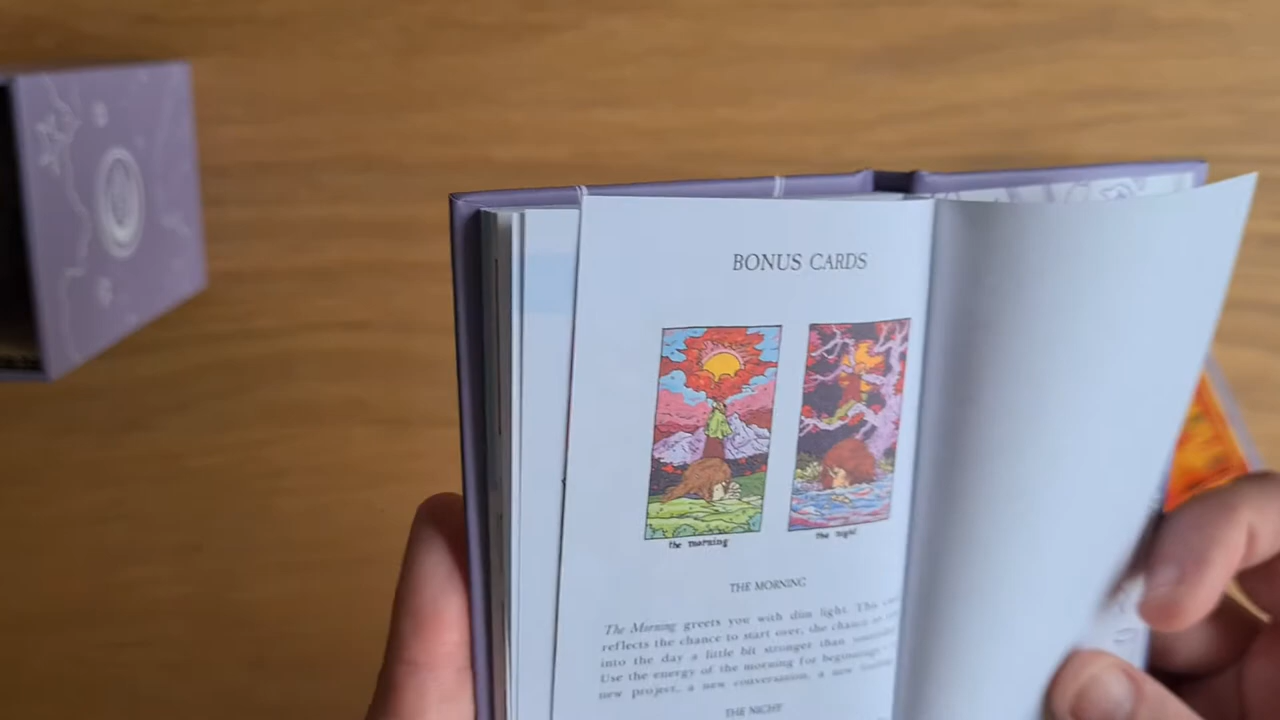 BONUS CARDS
the morning
the night
THE MORNING
The Morning greets you with dim light. This
reflects the chance to start over, the chance to
into the day a little bit stronger than yesterday
Use the energy of the morning for beginnings
new project, a new conversation, a new
THE NIGHT